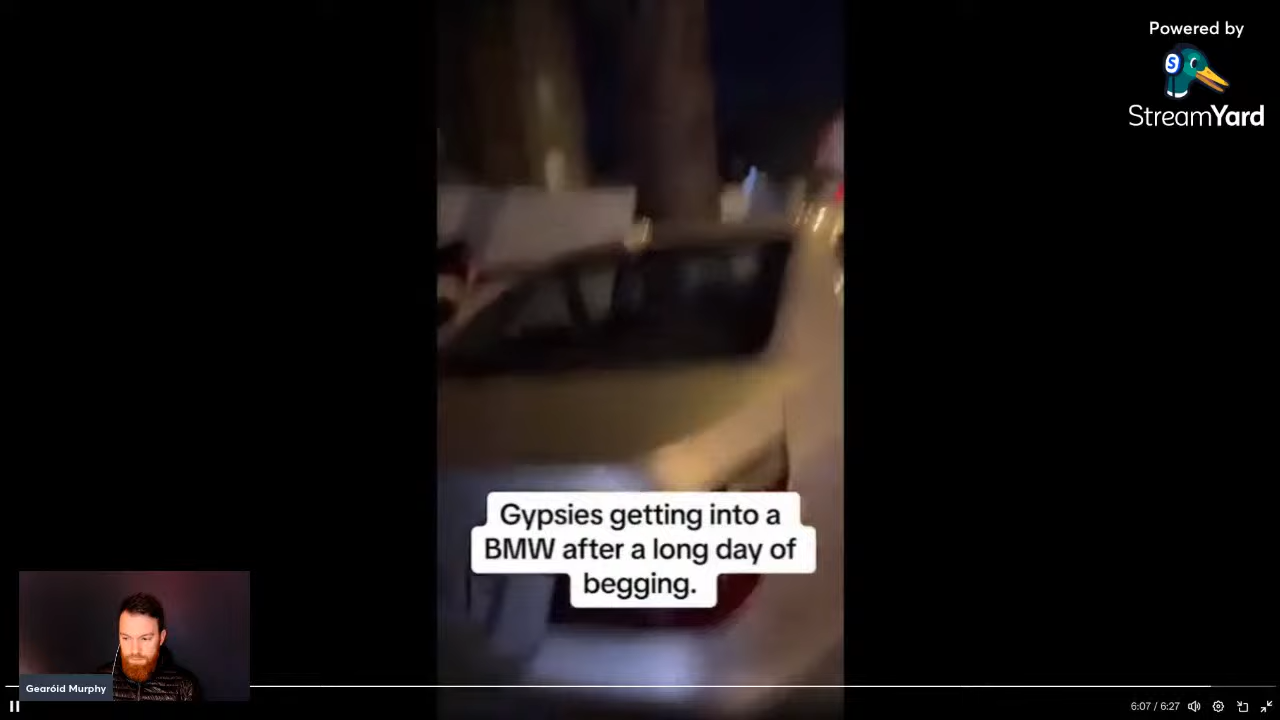 Powered by
StreamYard
Gypsies getting into a
BMW after a long day of
begging.
Gearóid Murphy
6:07 / 6:27